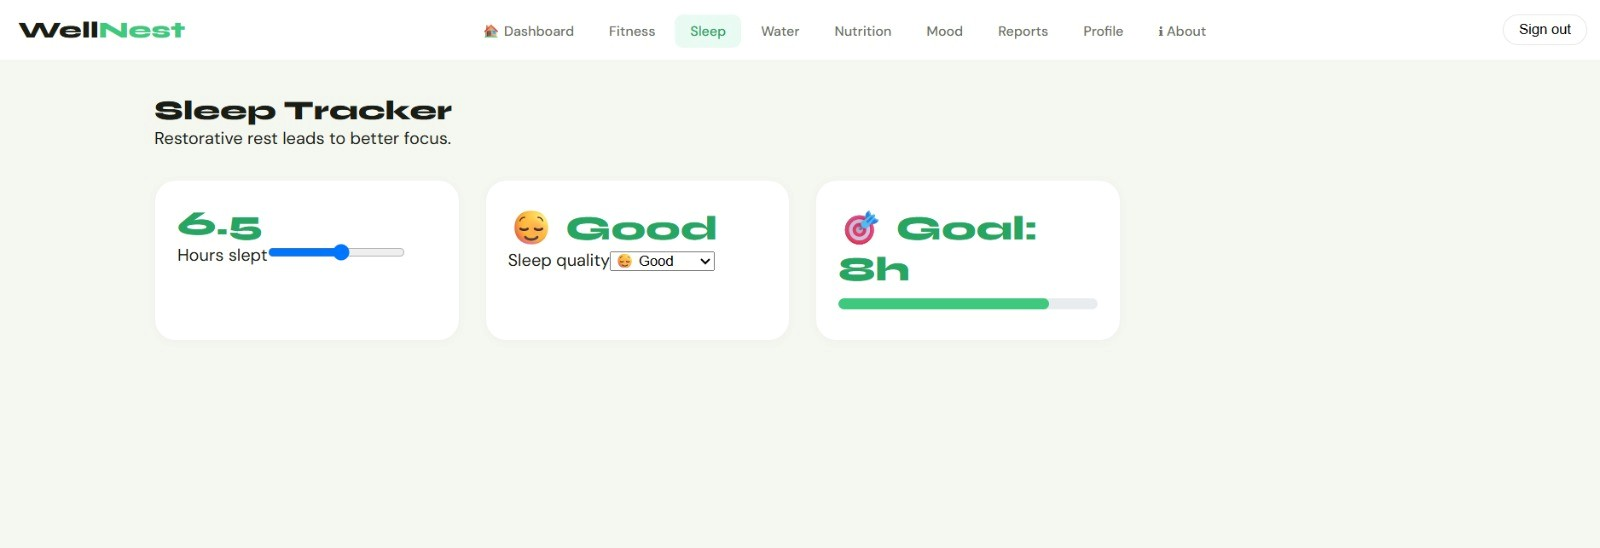 WellNest
🏠 Dashboard Fitness Sleep Water Nutrition Mood Reports Profile ℹ About
Sign out
Sleep Tracker
Restorative rest leads to better focus.
6.5
Hours slept
😌 Good
Sleep quality 😌 Good
🎯 Goal:
8h